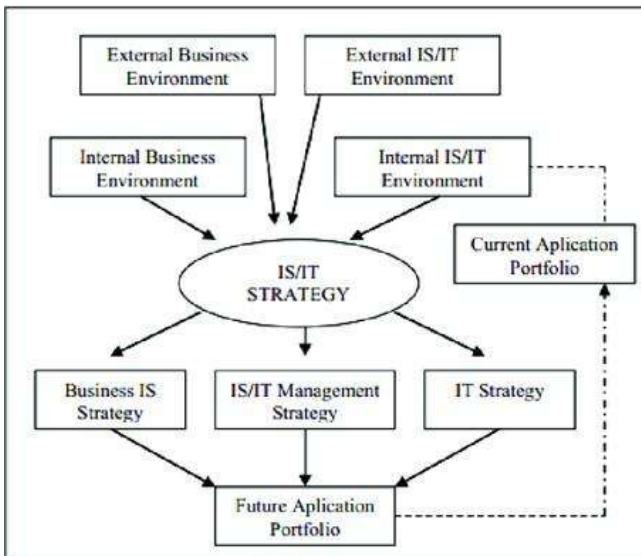 External Business
Environment
External IS/IT
Environment
Internal Business
Environment
Internal IS/IT
Environment
Current Aplication
Portfolio
IS/IT
STRATEGY
Business IS
Strategy
IS/IT Management
Strategy
IT Strategy
Future Aplication
Portfolio